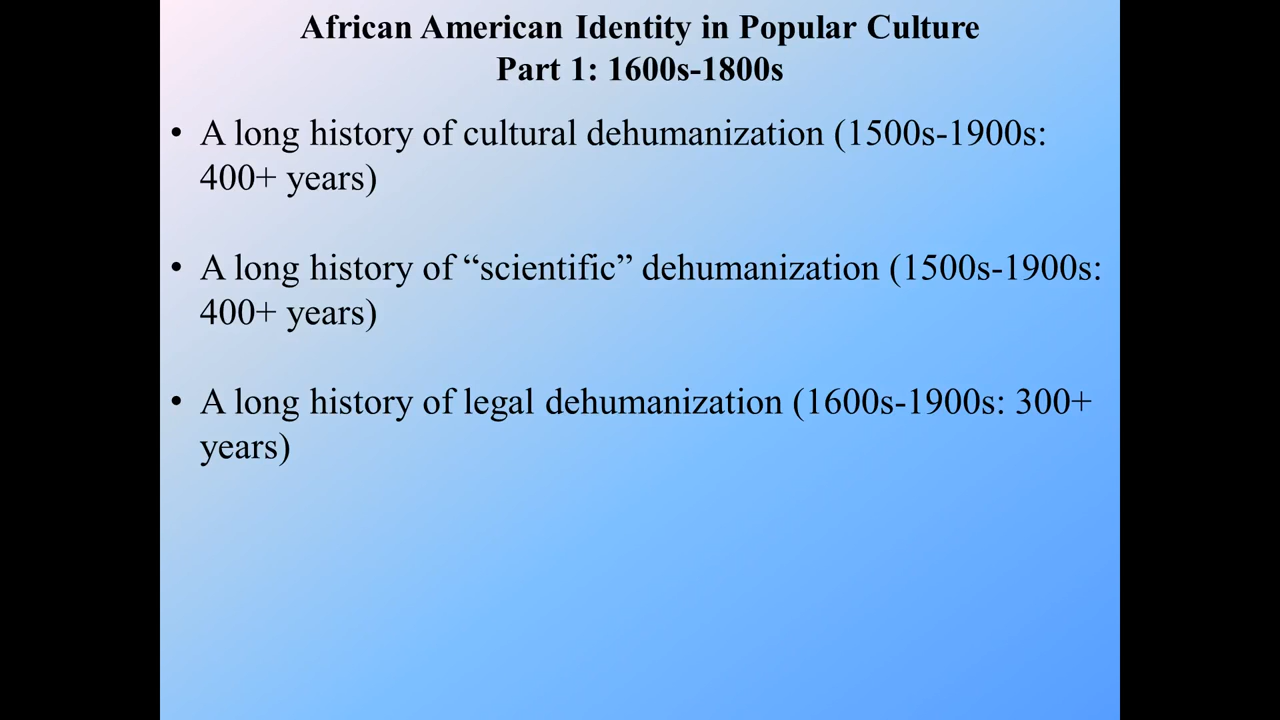 African American Identity in Popular Culture
Part 1: 1600s-1800s
• A long history of cultural dehumanization (1500s-1900s:
400+ years)
• A long history of “scientific” dehumanization (1500s-1900s:
400+ years)
• A long history of legal dehumanization (1600s-1900s: 300+
years)